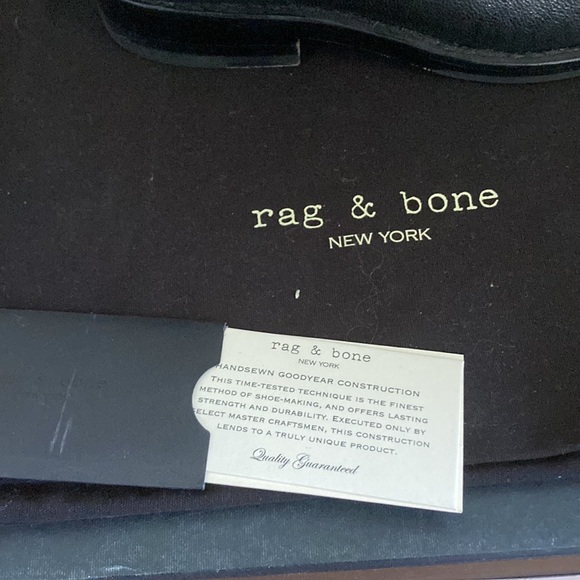 rag & bone
NEW YORK
rag & bone
NEW YORK
HANDSEWN GOODYEAR CONSTRUCTION
THIS TIME-TESTED TECHNIQUE IS THE FINEST
METHOD OF SHOE-MAKING, AND OFFERS LASTING
STRENGTH AND DURABILITY. EXECUTED ONLY BY
SELECT MASTER CRAFTSMEN, THIS CONSTRUCTION
LENDS TO A TRULY UNIQUE PRODUCT.
Quality Guaranteed